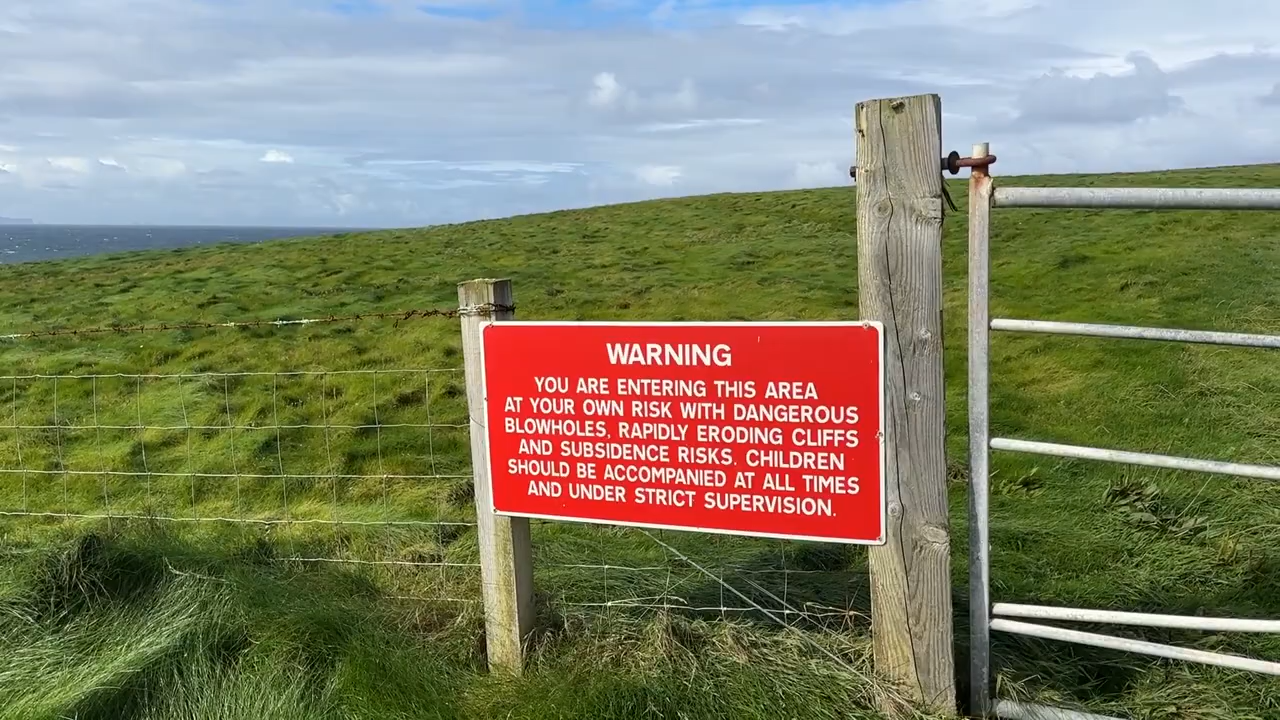 WARNING
YOU ARE ENTERING THIS AREA
AT YOUR OWN RISK WITH DANGEROUS
BLOWHOLES, RAPIDLY ERODING CLIFFS
AND SUBSIDENCE RISKS. CHILDREN
SHOULD BE ACCOMPANIED AT ALL TIMES
AND UNDER STRICT SUPERVISION.